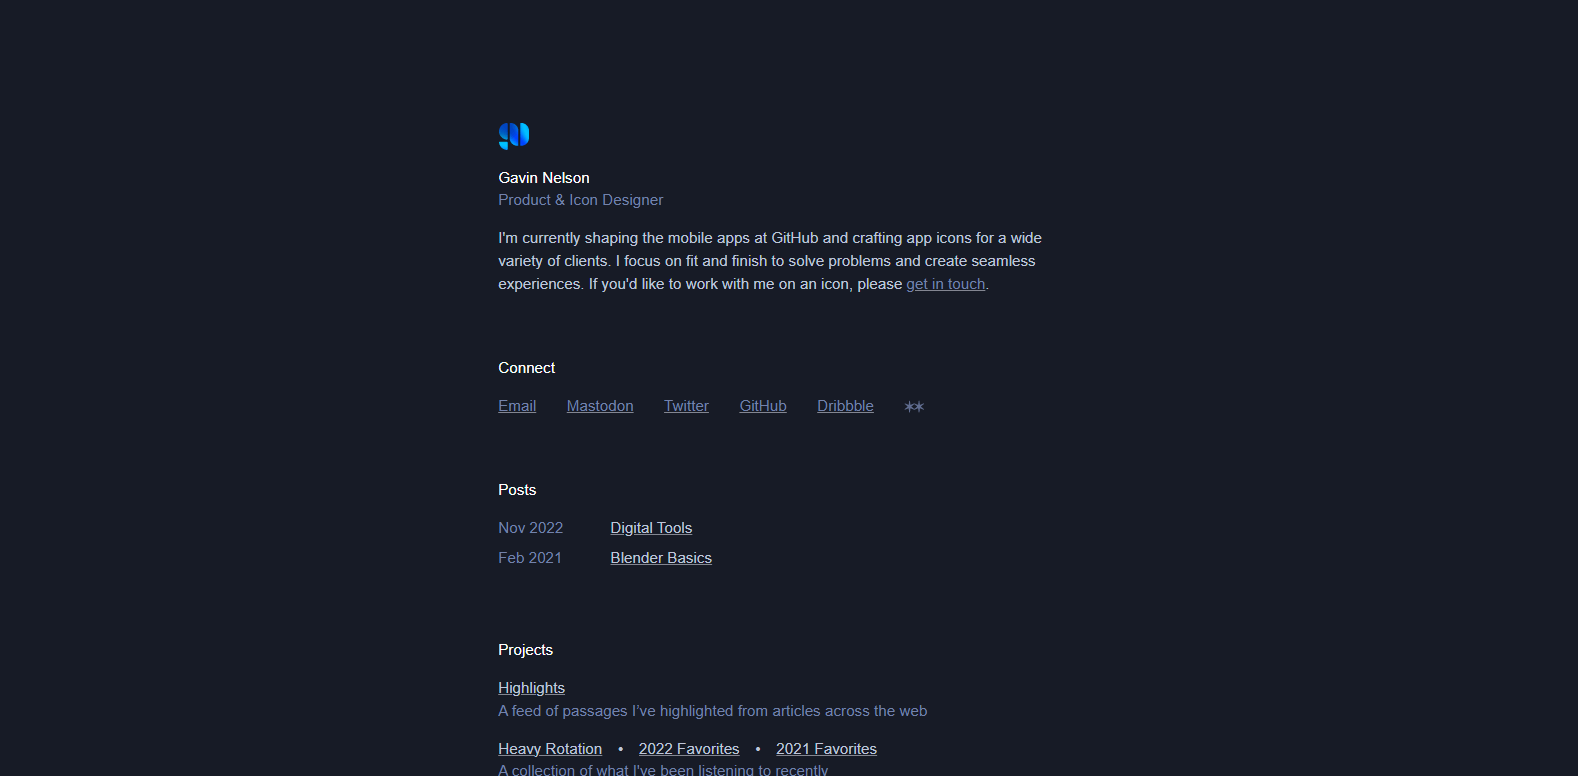 Gavin Nelson
Product & Icon Designer
I'm currently shaping the mobile apps at GitHub and crafting app icons for a wide
variety of clients. I focus on fit and finish to solve problems and create seamless
experiences. If you'd like to work with me on an icon, please get in touch.
Connect
Email Mastodon Twitter GitHub Dribbble ✶✶
Posts
Nov 2022 Digital Tools
Feb 2021 Blender Basics
Projects
Highlights
A feed of passages I’ve highlighted from articles across the web
Heavy Rotation • 2022 Favorites • 2021 Favorites
A collection of what I've been listening to recently